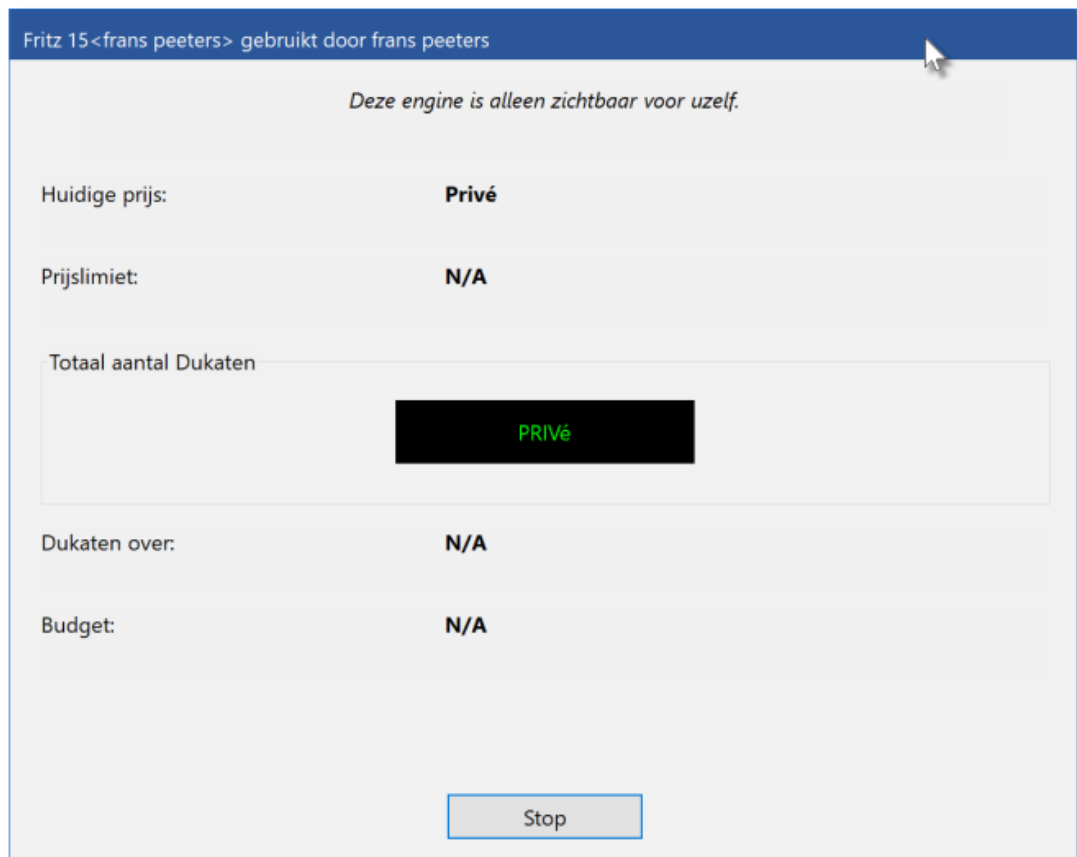 Fritz 15<frans peeters> gebruikt door frans peeters
Deze engine is alleen zichtbaar voor uzelf.
Huidige prijs: Privé
Prijslimiet: N/A
Totaal aantal Dukaten
PRIVé
Dukaten over: N/A
Budget: N/A
Stop